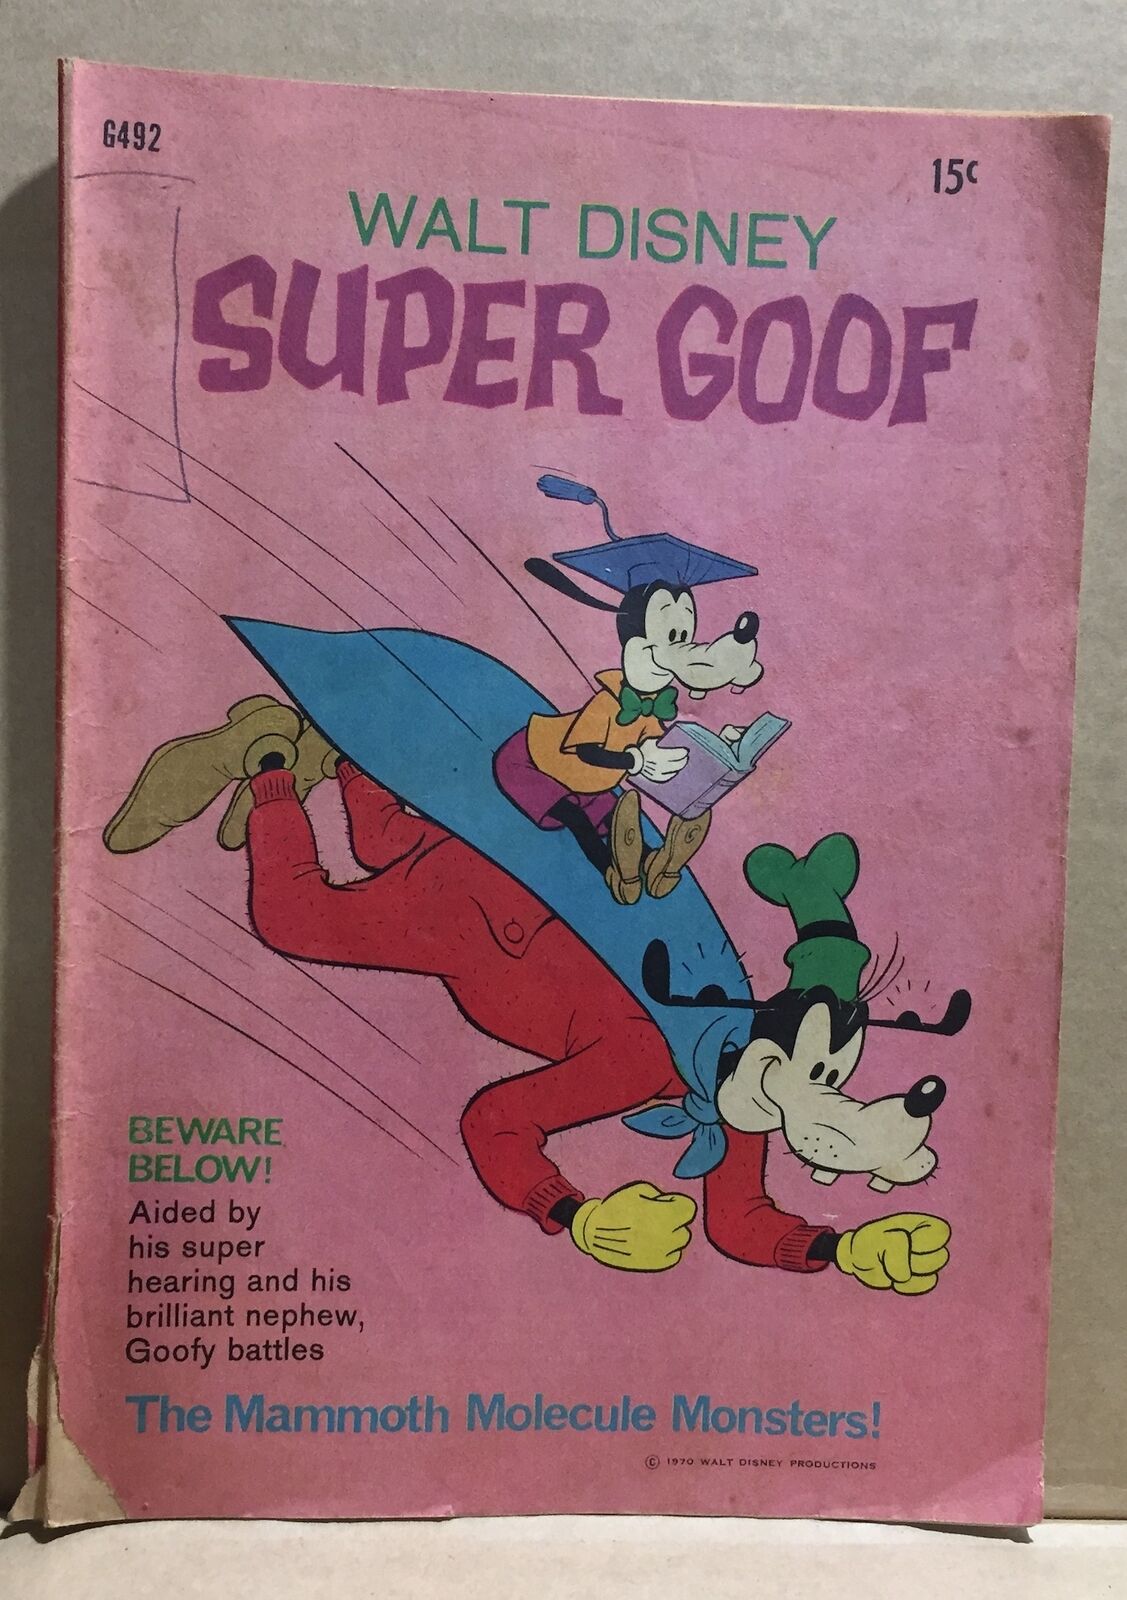 G492
15c
WALT DISNEY
SUPER GOOF
BEWARE
BELOW!
Aided by
his super
hearing and his
brilliant nephew,
Goofy battles
The Mammoth Molecule Monsters!
© 1970 WALT DISNEY PRODUCTIONS